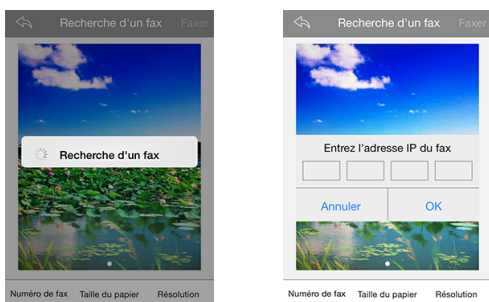 Recherche d'un fax Faxer
Recherche d'un fax
Numéro de fax Taille du papier Résolution
Recherche d'un fax Faxer
Entrez l'adresse IP du fax
Annuler OK
Numéro de fax Taille du papier Résolution